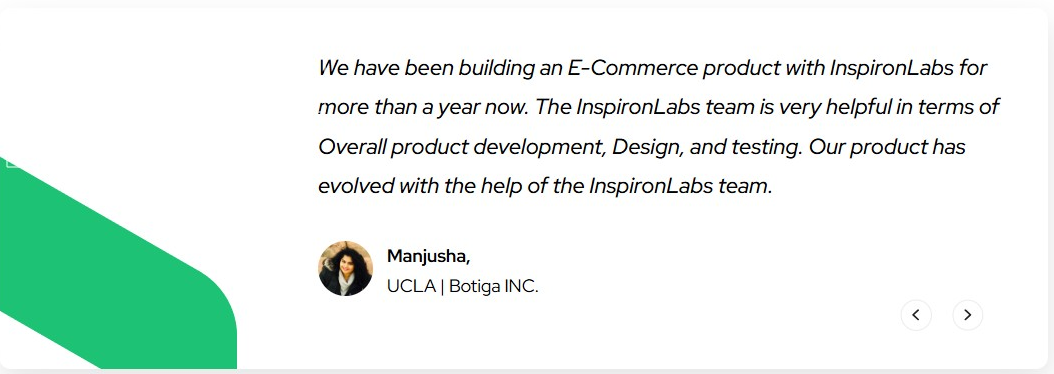 We have been building an E-Commerce product with InspironLabs for
more than a year now. The InspironLabs team is very helpful in terms of
Overall product development, Design, and testing. Our product has
evolved with the help of the InspironLabs team.
Manjusha,
UCLA | Botiga INC.